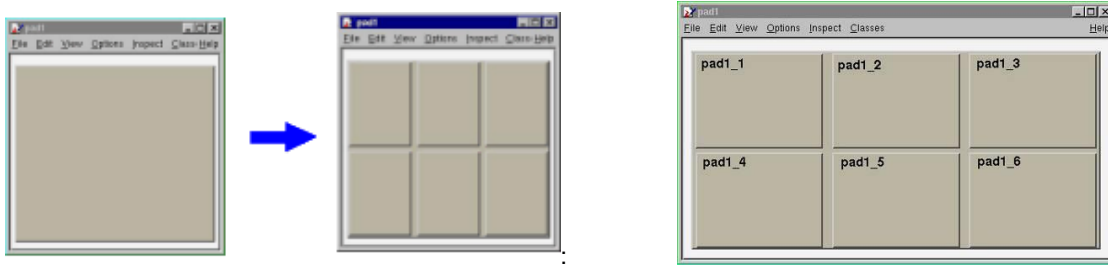 pad1
File Edit View Options Inspect Class- Help
pad1
File Edit View Options Inspect Class- Help
:
pad1
File Edit View Options Inspect Classes Help
pad1_1 pad1_2 pad1_3
pad1_4 pad1_5 pad1_6